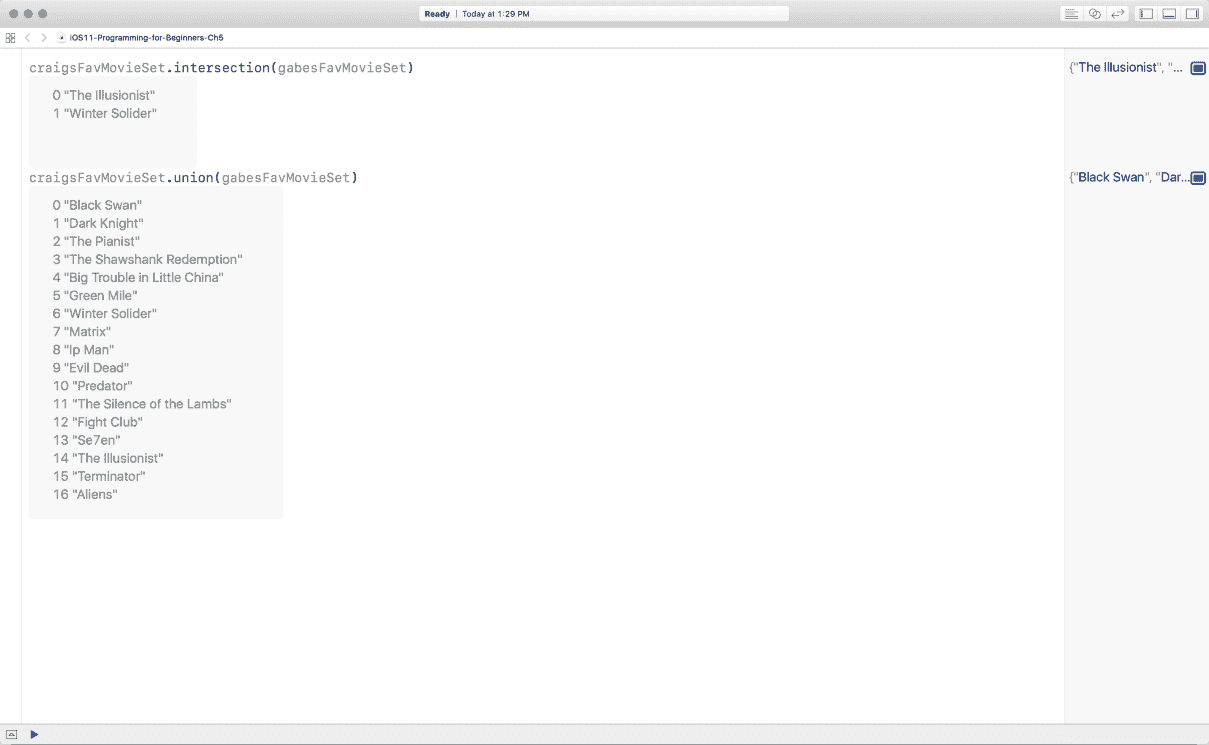 Ready | Today at 1:29 PM
iOS11-Programming-for-Beginners-Ch5
craigsFavMovieSet.intersection(gabesFavMovieSet)
{"The Illusionist", "...
0 "The Illusionist"
1 "Winter Solider"
craigsFavMovieSet.union(gabesFavMovieSet)
{"Black Swan", "Dar...
0 "Black Swan"
1 "Dark Knight"
2 "The Pianist"
3 "The Shawshank Redemption"
4 "Big Trouble in Little China"
5 "Green Mile"
6 "Winter Solider"
7 "Matrix"
8 "Ip Man"
9 "Evil Dead"
10 "Predator"
11 "The Silence of the Lambs"
12 "Fight Club"
13 "Se7en"
14 "The Illusionist"
15 "Terminator"
16 "Aliens"